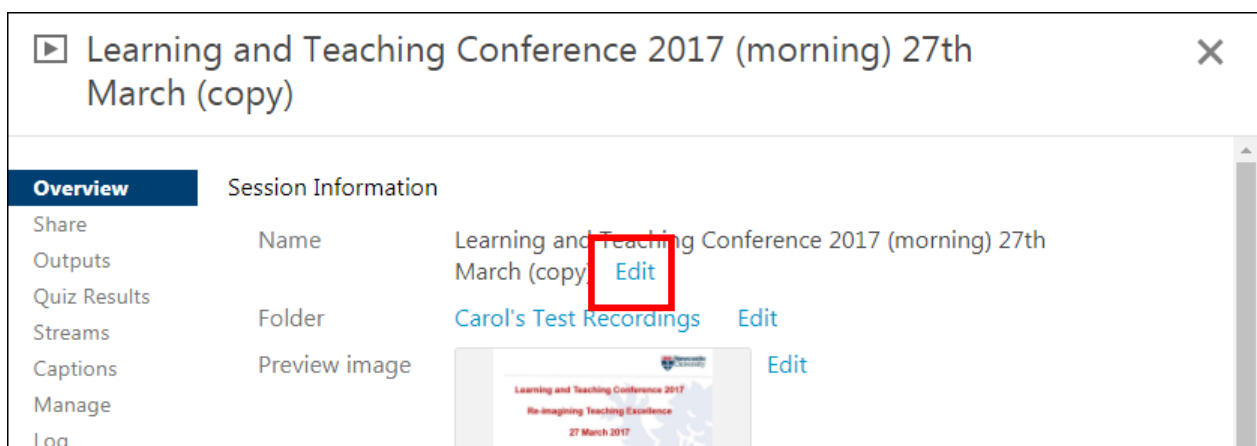 Learning and Teaching Conference 2017 (morning) 27th
March (copy)
Overview
Share
Outputs
Quiz Results
Streams
Captions
Manage
Log
Session Information
Name
Learning and Teaching Conference 2017 (morning) 27th
March (copy) Edit
Folder
Carol's Test Recordings Edit
Preview image
Edit
Newcastle
University
Learning and Teaching Conference 2017
Re-imagining Teaching Excellence
27 March 2017